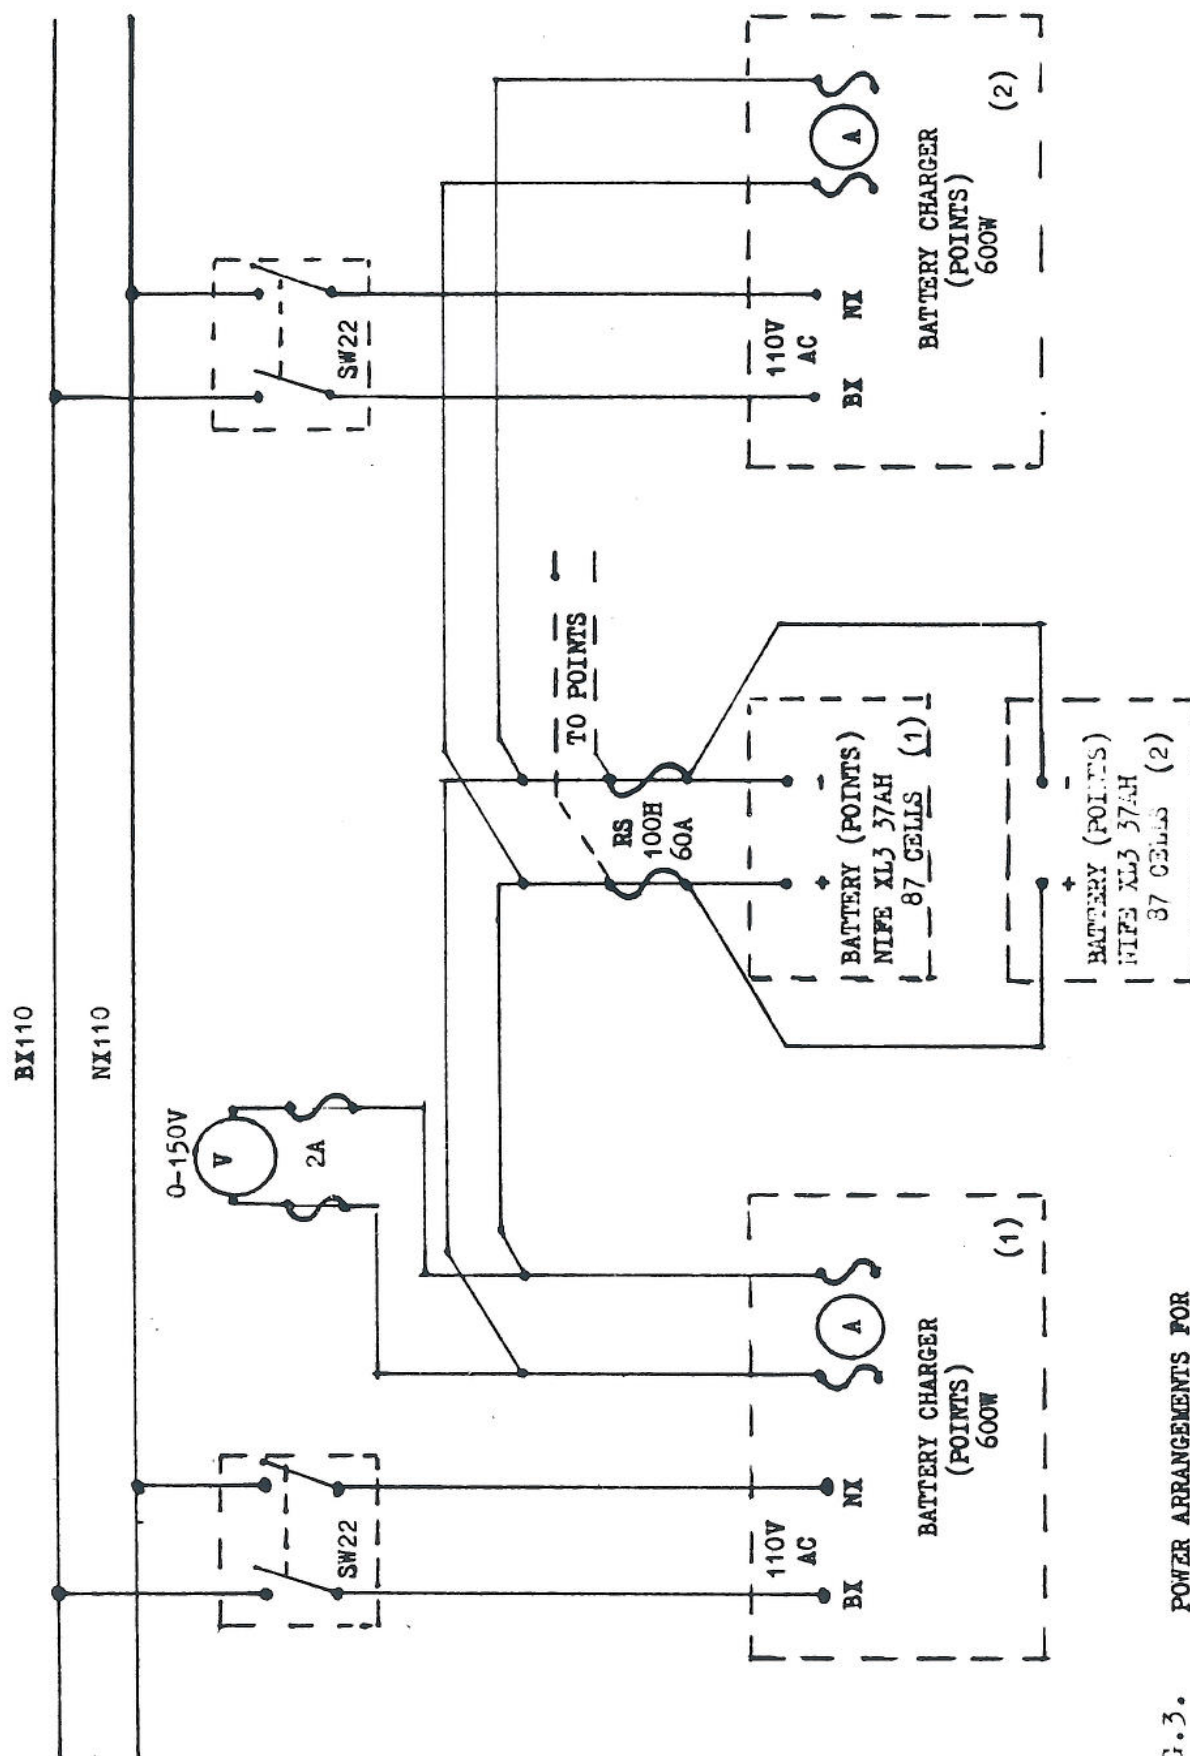 BX110
NX110
0-150V
V
2A
SW22
SW22
TO POINTS
RS
100H
60A
110V
AC
BX NX
A
BATTERY CHARGER
(POINTS)
600W
(1)
+ -
BATTERY (POINTS)
NIFE XL3 37AH
87 CELLS (1)
+ -
BATTERY (POINTS)
NIFE XL3 37AH
87 CELLS (2)
110V
AC
BX NX
A
BATTERY CHARGER
(POINTS)
600W
(2)
G.3. POWER ARRANGEMENTS FOR